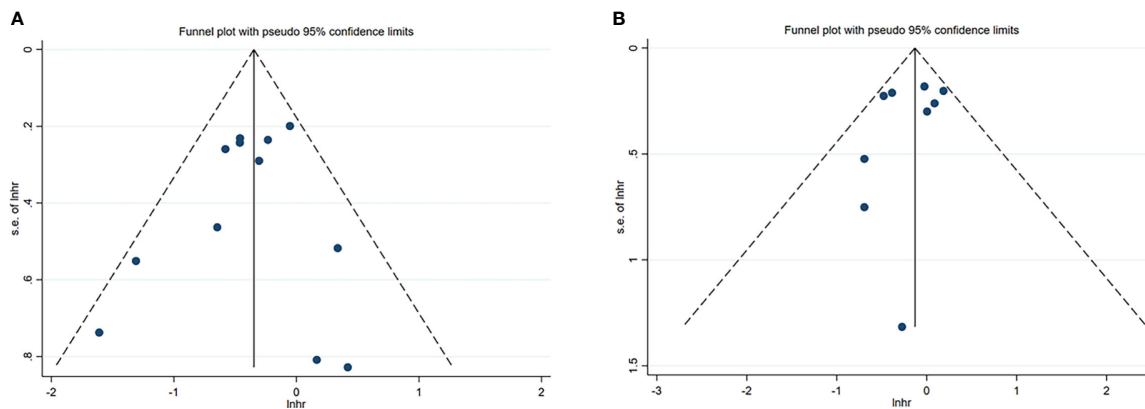 A
Funnel plot with pseudo 95% confidence limits
s.e. of lnhr
0
.2
.4
.6
.8
-2
-1
0
1
2
lnhr
B
Funnel plot with pseudo 95% confidence limits
s.e. of lnhr
0
.5
1
1.5
-3
-2
-1
0
1
2
lnhr